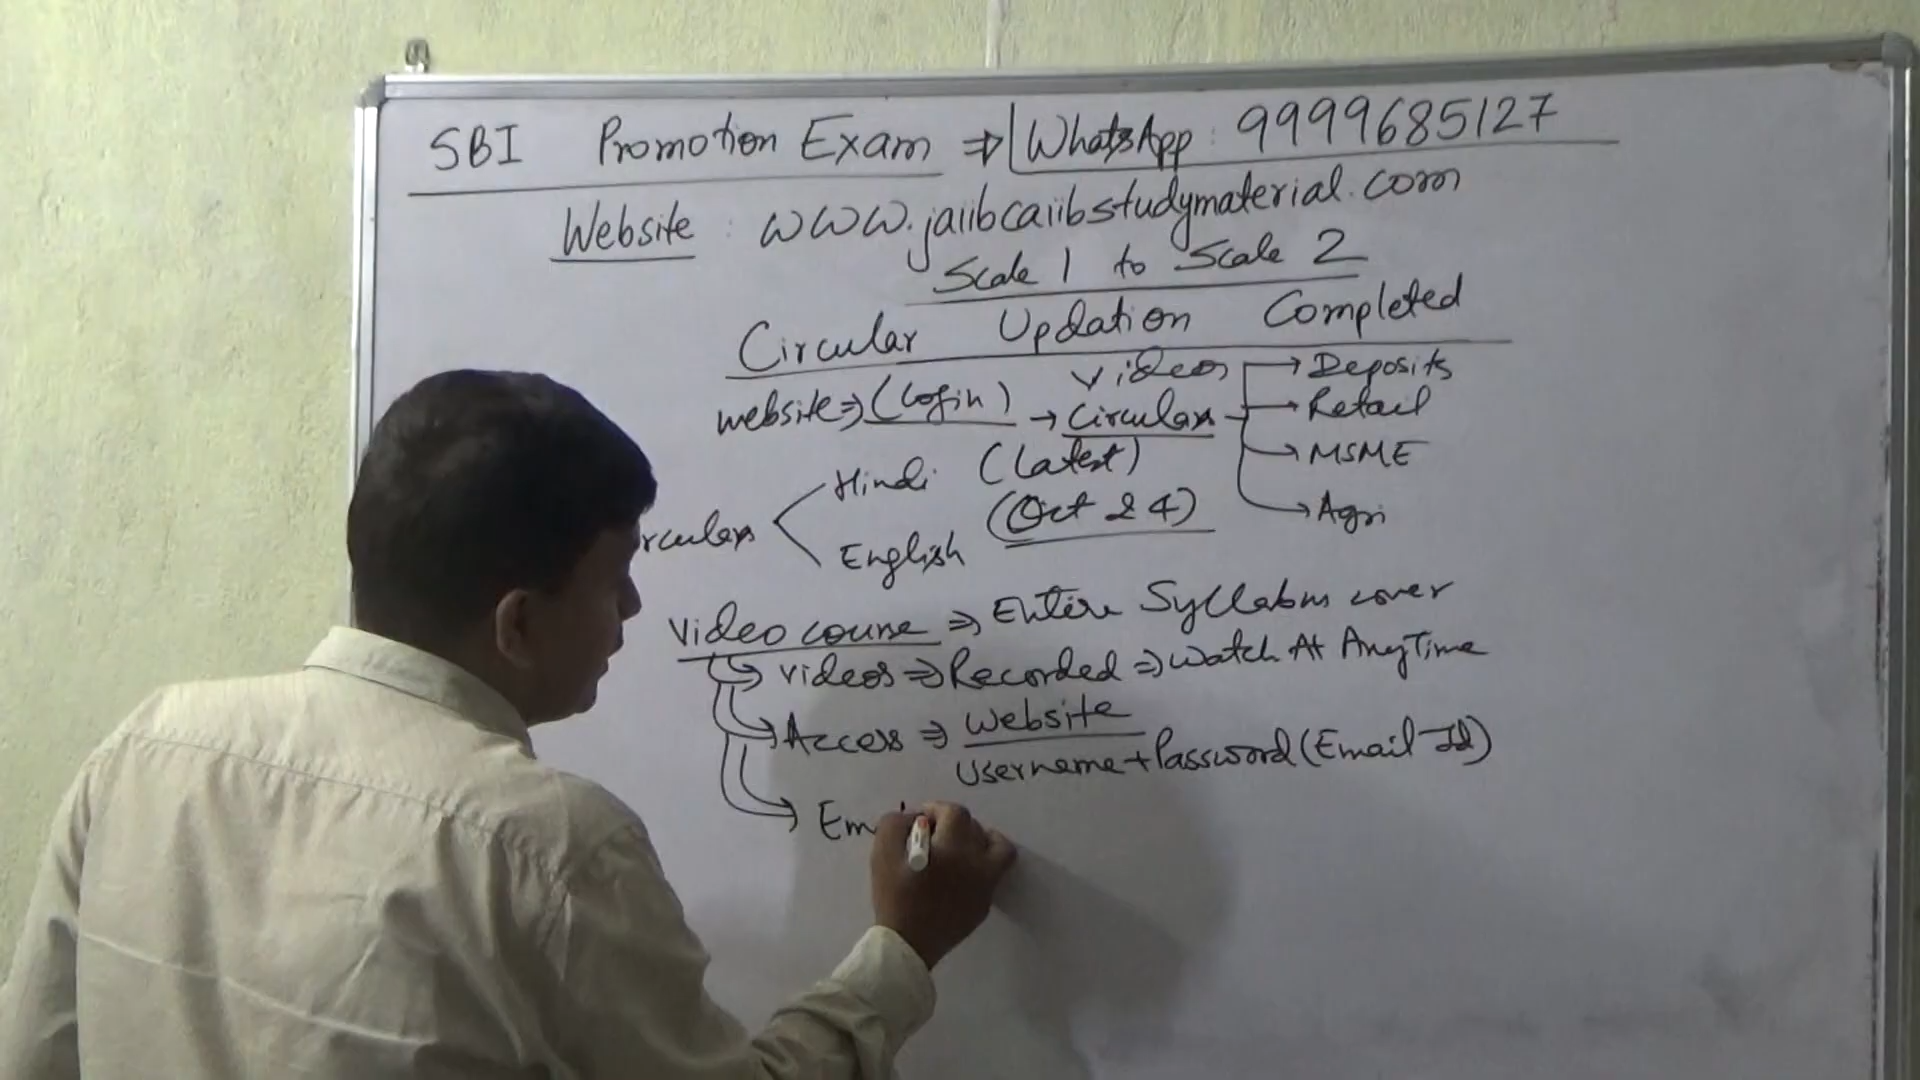 SBI Promotion Exam ⇒ WhatsApp : 9999685127
Website : www.jaiibcaiibstudymaterial.com
Scale 1 to Scale 2
Circular Updation Completed
Videos → Deposits
website ⇒ (Login) → Circulars → Retail
(Latest) → MSME
Hindi
(Oct 24) → Agri
rculars
English
Video course ⇒ Entire Syllabus cover
→ videos ⇒ Recorded ⇒ Watch At AnyTime
→ Access ⇒ Website
Username + Password (Email Id)
→ Em